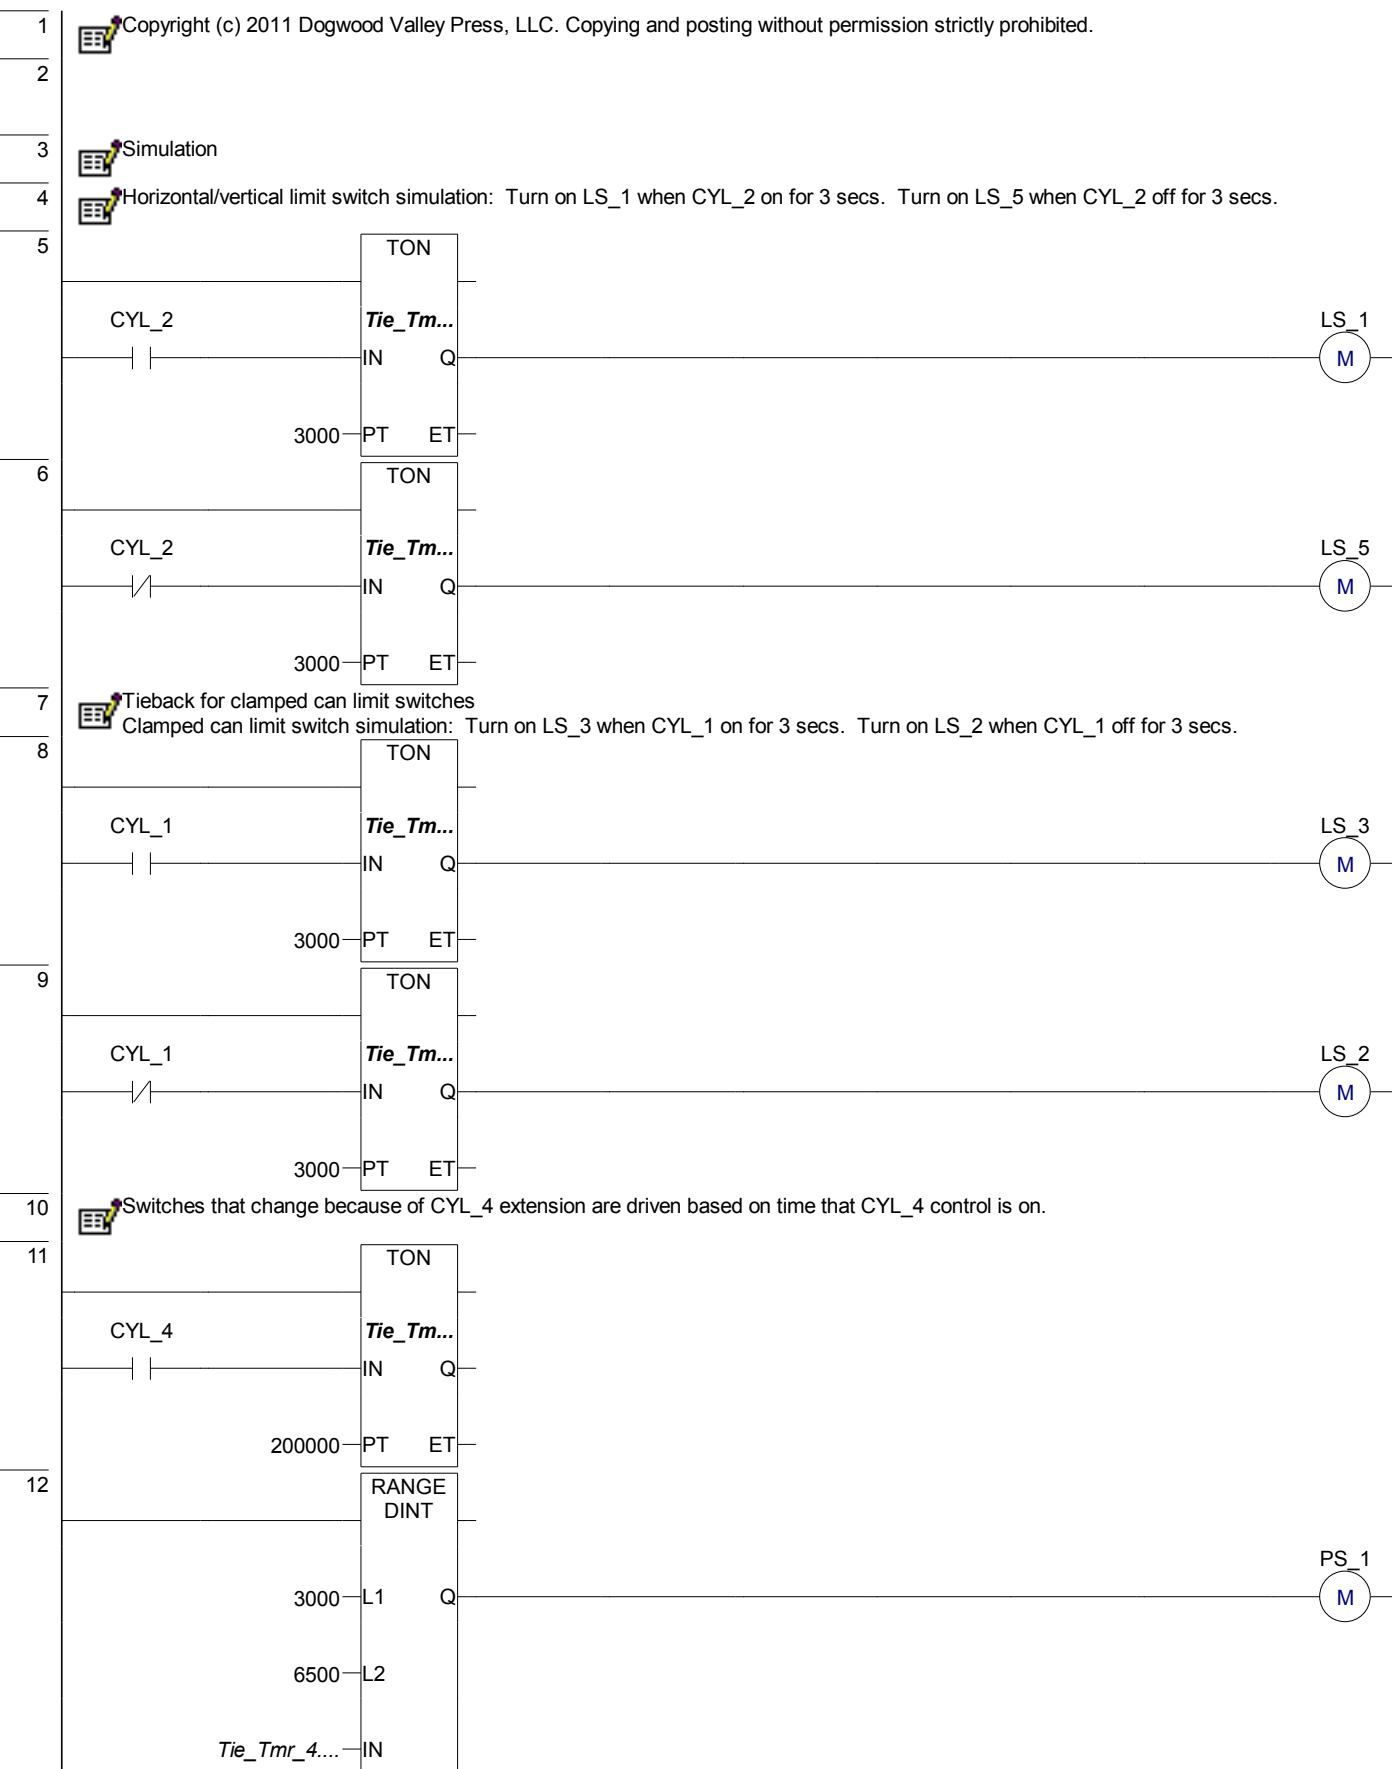 1
Copyright (c) 2011 Dogwood Valley Press, LLC. Copying and posting without permission strictly prohibited.
2
3
Simulation
4
Horizontal/vertical limit switch simulation:  Turn on LS_1 when CYL_2 on for 3 secs.  Turn on LS_5 when CYL_2 off for 3 secs.
5
TON
CYL_2 Tie_Tm... LS_1
IN Q M
3000 PT ET
6
TON
CYL_2 Tie_Tm... LS_5
IN Q M
3000 PT ET
7
Tieback for clamped can limit switches
Clamped can limit switch simulation:  Turn on LS_3 when CYL_1 on for 3 secs.  Turn on LS_2 when CYL_1 off for 3 secs.
8
TON
CYL_1 Tie_Tm... LS_3
IN Q M
3000 PT ET
9
TON
CYL_1 Tie_Tm... LS_2
IN Q M
3000 PT ET
10
Switches that change because of CYL_4 extension are driven based on time that CYL_4 control is on.
11
TON
CYL_4 Tie_Tm...
IN Q
200000 PT ET
12
RANGE
DINT
PS_1
3000 L1 Q M
6500 L2
Tie_Tmr_4.... IN